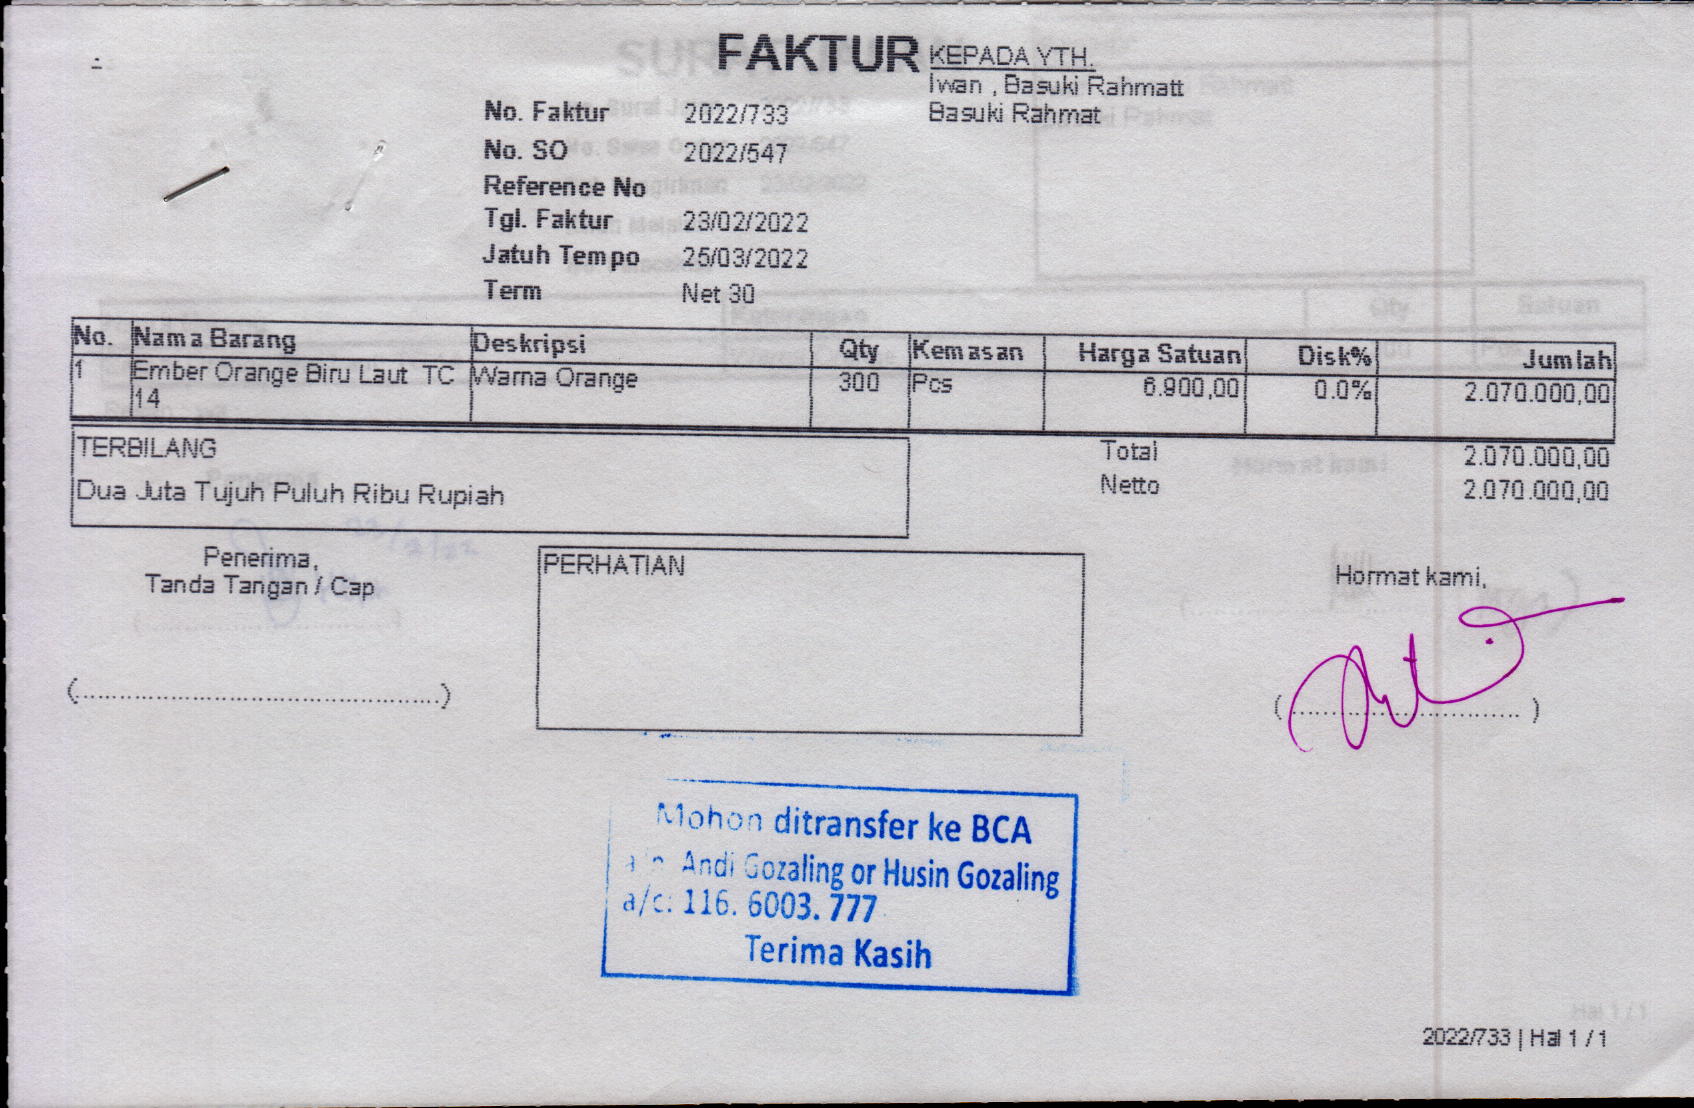 FAKTUR
KEPADA YTH.
Iwan , Basuki Rahmatt
Basuki Rahmat
No. Faktur 2022/733
No. SO 2022/547
Reference No
Tgl. Faktur 23/02/2022
Jatuh Tempo 25/03/2022
Term Net 30
No. Nama Barang Deskripsi Qty Kemasan Harga Satuan Disk% Jumlah
1 Ember Orange Biru Laut TC Warna Orange 300 Pcs 6.900,00 0.0% 2.070.000,00
14
TERBILANG
Dua Juta Tujuh Puluh Ribu Rupiah
Total 2.070.000,00
Netto 2.070.000,00
Penerima,
Tanda Tangan / Cap
(........................................)
PERHATIAN
Hormat kami,
(............................)
Mohon ditransfer ke BCA
a/n Andi Gozaling or Husin Gozaling
a/c: 116. 6003. 777
Terima Kasih
2022/733 | Hal 1 / 1